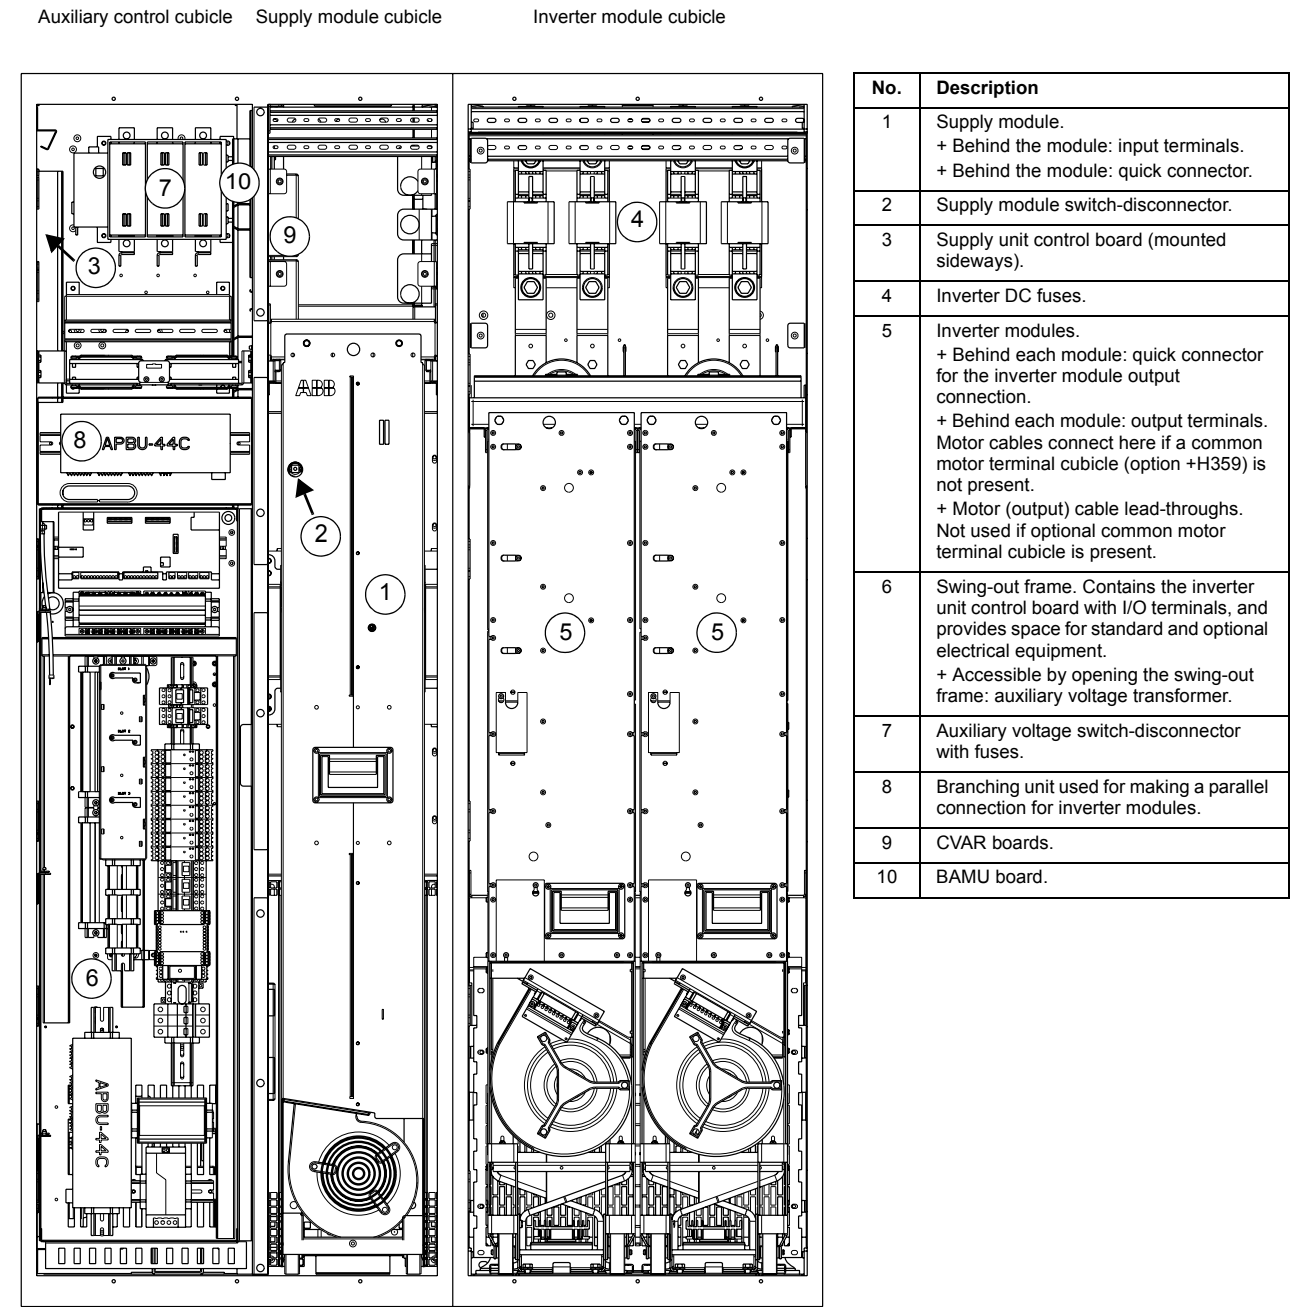 Auxiliary control cubicle Supply module cubicle Inverter module cubicle
7
10
3
9
4
ABB
8 APBU-44C
2
1
5
5
6
APBU-44C
No. Description
1 Supply module.
+ Behind the module: input terminals.
+ Behind the module: quick connector.
2 Supply module switch-disconnector.
3 Supply unit control board (mounted
sideways).
4 Inverter DC fuses.
5 Inverter modules.
+ Behind each module: quick connector
for the inverter module output
connection.
+ Behind each module: output terminals.
Motor cables connect here if a common
motor terminal cubicle (option +H359) is
not present.
+ Motor (output) cable lead-throughs.
Not used if optional common motor
terminal cubicle is present.
6 Swing-out frame. Contains the inverter
unit control board with I/O terminals, and
provides space for standard and optional
electrical equipment.
+ Accessible by opening the swing-out
frame: auxiliary voltage transformer.
7 Auxiliary voltage switch-disconnector
with fuses.
8 Branching unit used for making a parallel
connection for inverter modules.
9 CVAR boards.
10 BAMU board.